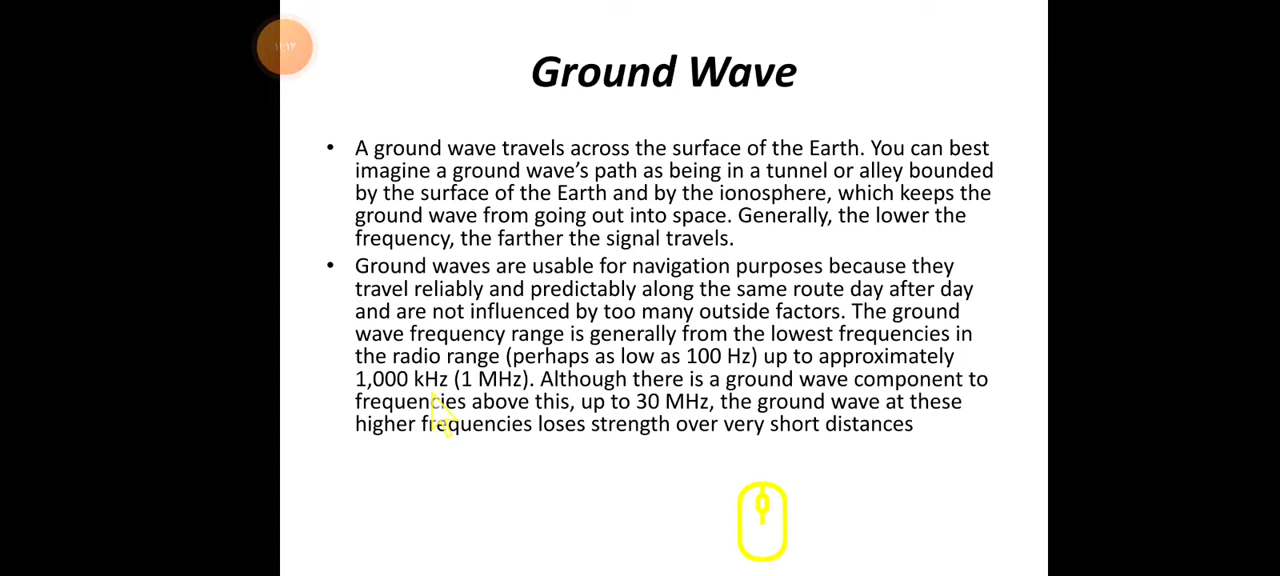 ١١:١٢
Ground Wave
• A ground wave travels across the surface of the Earth. You can best
imagine a ground wave’s path as being in a tunnel or alley bounded
by the surface of the Earth and by the ionosphere, which keeps the
ground wave from going out into space. Generally, the lower the
frequency, the farther the signal travels.
• Ground waves are usable for navigation purposes because they
travel reliably and predictably along the same route day after day
and are not influenced by too many outside factors. The ground
wave frequency range is generally from the lowest frequencies in
the radio range (perhaps as low as 100 Hz) up to approximately
1,000 kHz (1 MHz). Although there is a ground wave component to
frequencies above this, up to 30 MHz, the ground wave at these
higher frequencies loses strength over very short distances